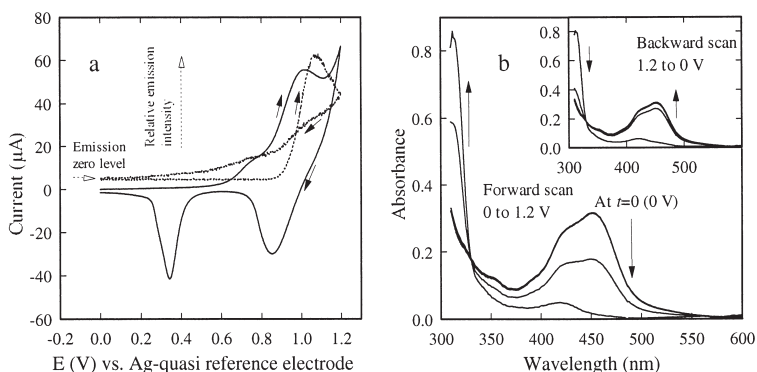 80
60
40
20
0
-20
-40
-60
Current (μA)
a
Relative emission
intensity
Emission
zero level
-0.2 0.0 0.2 0.4 0.6 0.8 1.0 1.2 1.4
E (V) vs. Ag-quasi reference electrode
0.8
0.6
0.4
0.2
0.0
Absorbance
b
Forward scan
0 to 1.2 V
At t=0 (0 V)
300 350 400 450 500 550 600
Wavelength (nm)
0.8
0.6
0.4
0.2
0.0
Backward scan
1.2 to 0 V
300 400 500